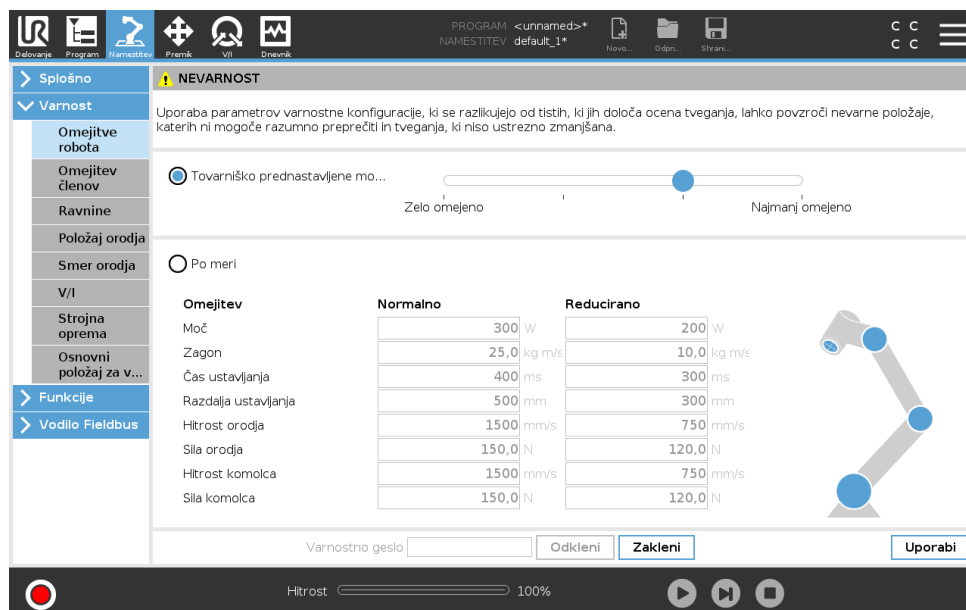 Delovanje
Program
Namestitev
Premik
V/I
Dnevnik
PROGRAM <unnamed>*
NAMESTITEV default_1*
Novo...
Odpri...
Shrani...
C C
C C
Splošno
Varnost
Omejitve
robota
Omejitev
členov
Ravnine
Položaj orodja
Smer orodja
V/I
Strojna
oprema
Osnovni
položaj za v...
Funkcije
Vodilo Fieldbus
NEVARNOST
Uporaba parametrov varnostne konfiguracije, ki se razlikujejo od tistih, ki jih določa ocena tveganja, lahko povzroči nevarne položaje,
katerih ni mogoče razumno preprečiti in tveganja, ki niso ustrezno zmanjšana.
Tovarniško prednastavljene mo...
Zelo omejeno
Najmanj omejeno
Po meri
Omejitev Normalno Reducirano
Moč 300 W 200 W
Zagon 25,0 kg m/s 10,0 kg m/s
Čas ustavljanja 400 ms 300 ms
Razdalja ustavljanja 500 mm 300 mm
Hitrost orodja 1500 mm/s 750 mm/s
Sila orodja 150,0 N 120,0 N
Hitrost komolca 1500 mm/s 750 mm/s
Sila komolca 150,0 N 120,0 N
Varnostno geslo Odkleni Zakleni Uporabi
Hitrost 100%